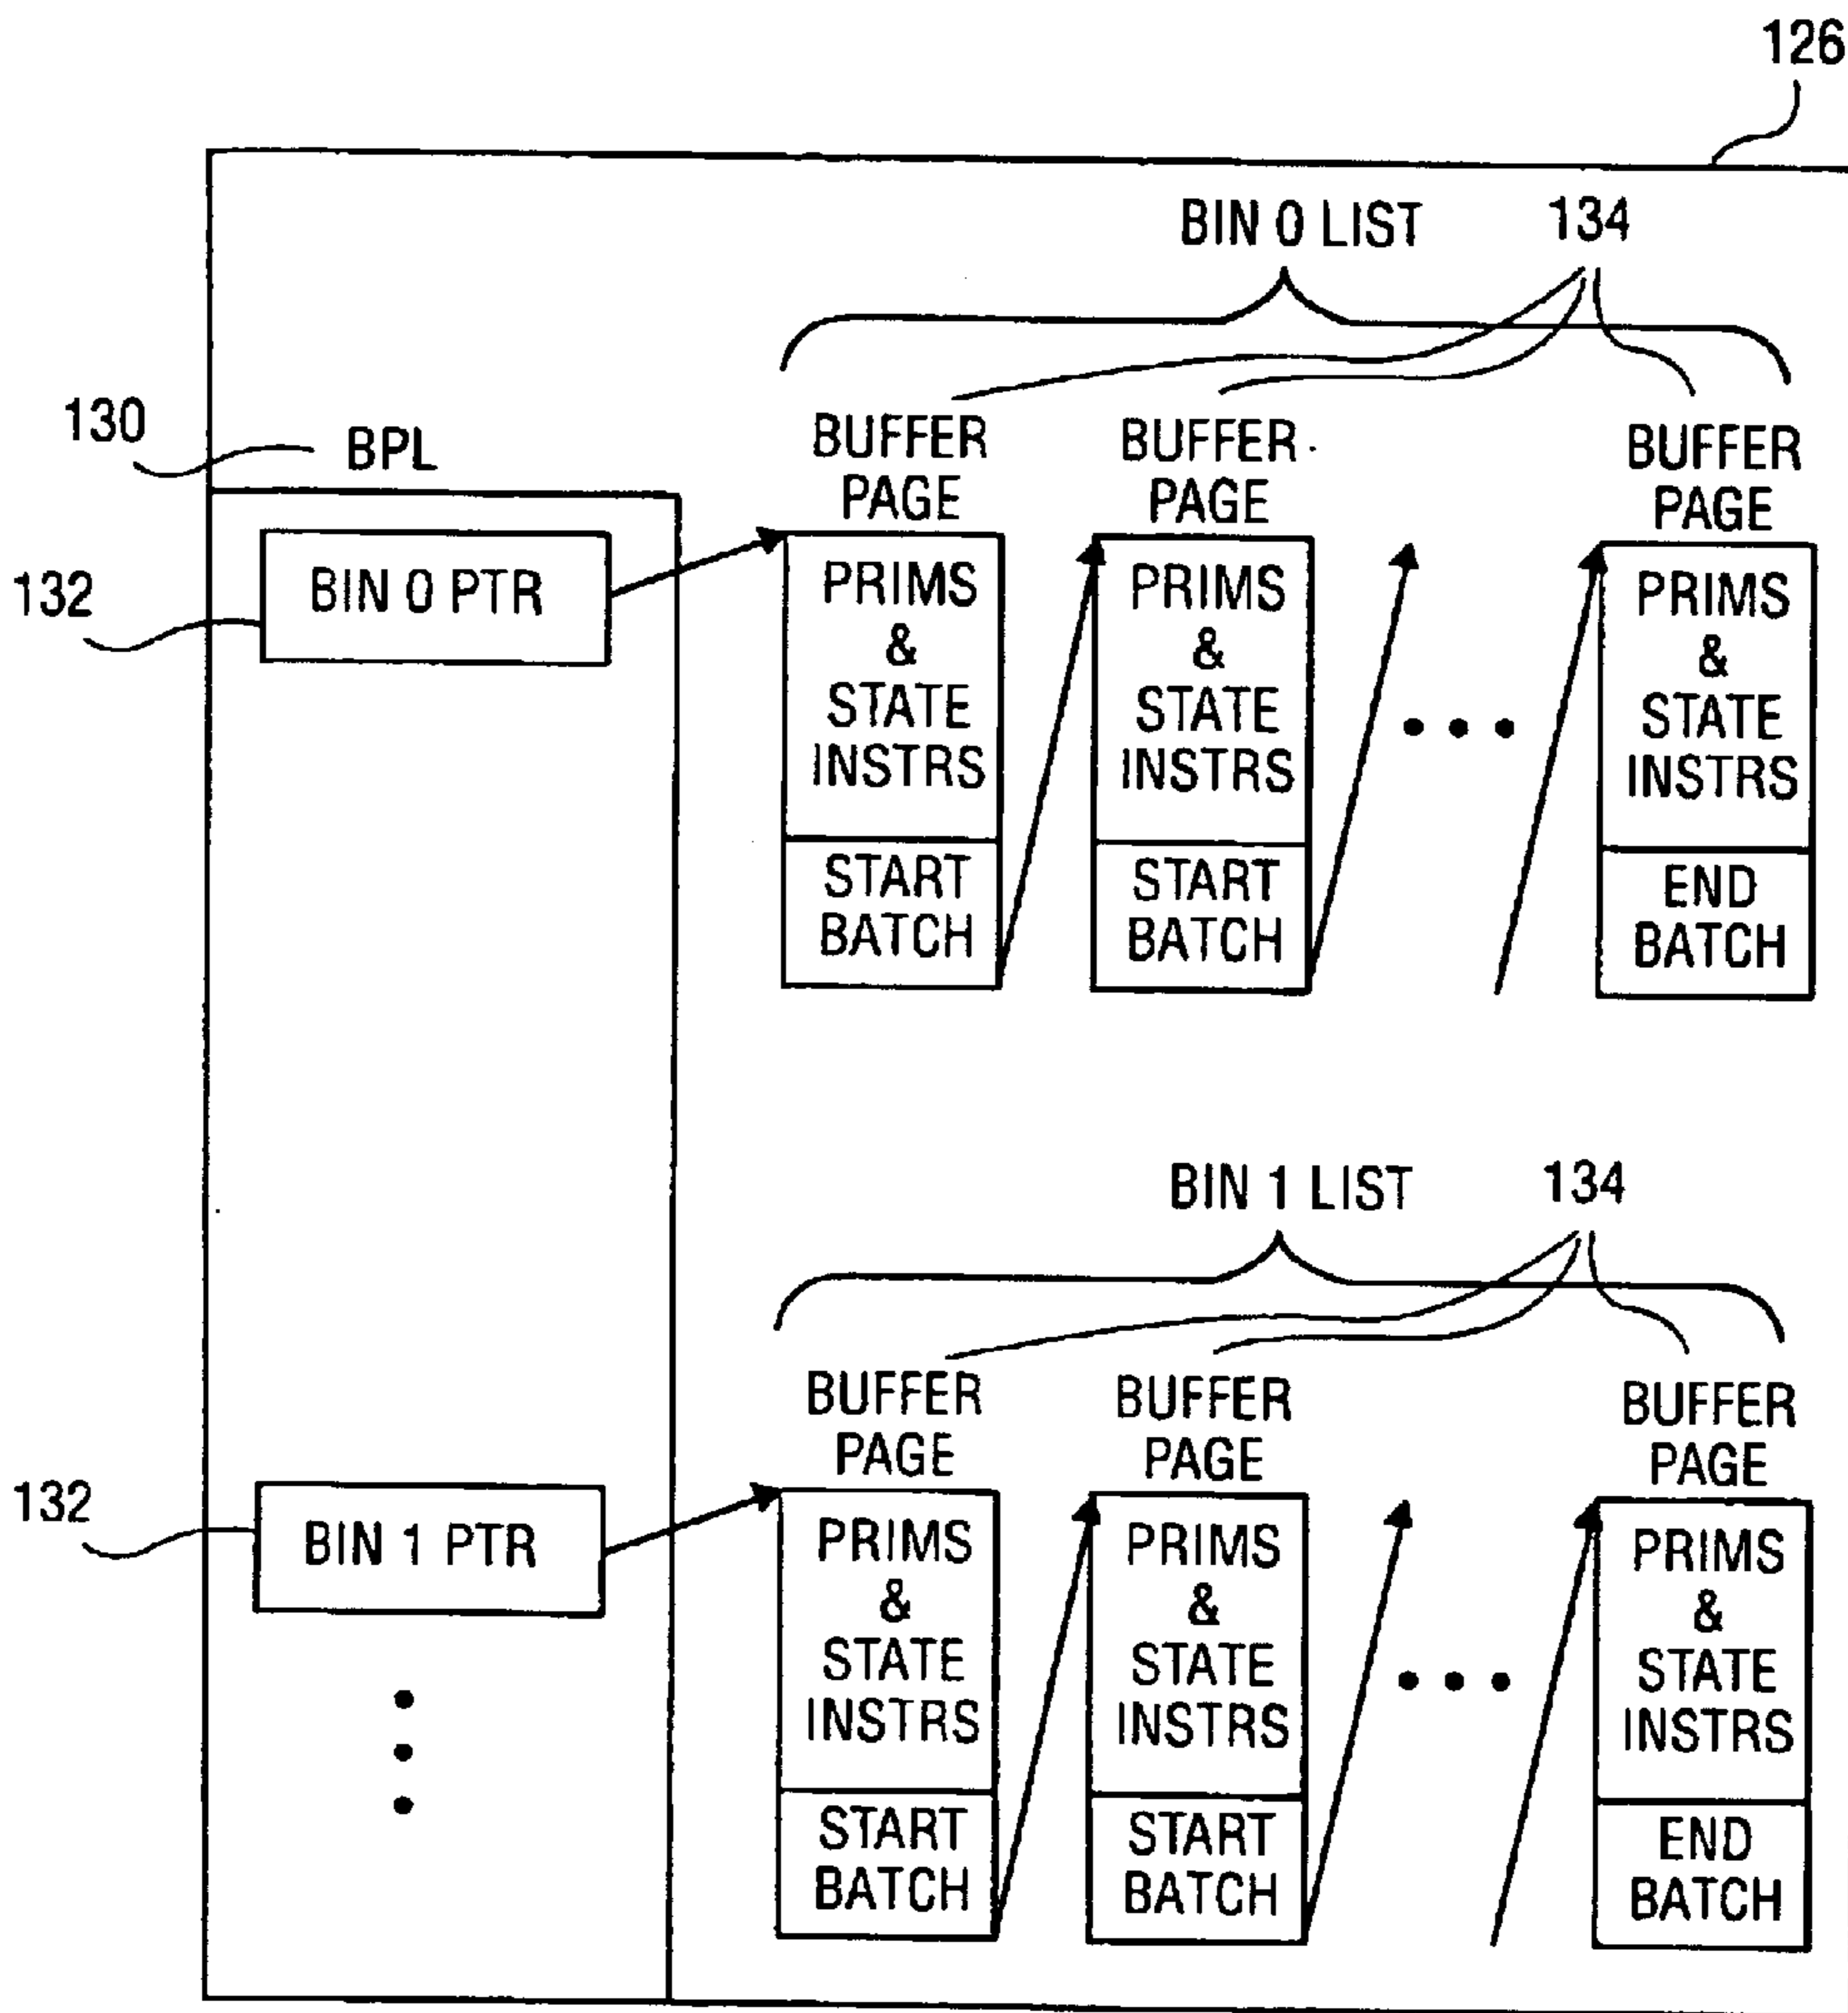 126
BIN 0 LIST
134
130
BPL
BUFFER
PAGE
BUFFER
PAGE
BUFFER
PAGE
132
BIN 0 PTR
PRIMS
&
STATE
INSTRS
START
BATCH
PRIMS
&
STATE
INSTRS
START
BATCH
PRIMS
&
STATE
INSTRS
END
BATCH
BIN 1 LIST
134
BUFFER
PAGE
BUFFER
PAGE
BUFFER
PAGE
132
BIN 1 PTR
PRIMS
&
STATE
INSTRS
START
BATCH
PRIMS
&
STATE
INSTRS
START
BATCH
PRIMS
&
STATE
INSTRS
END
BATCH